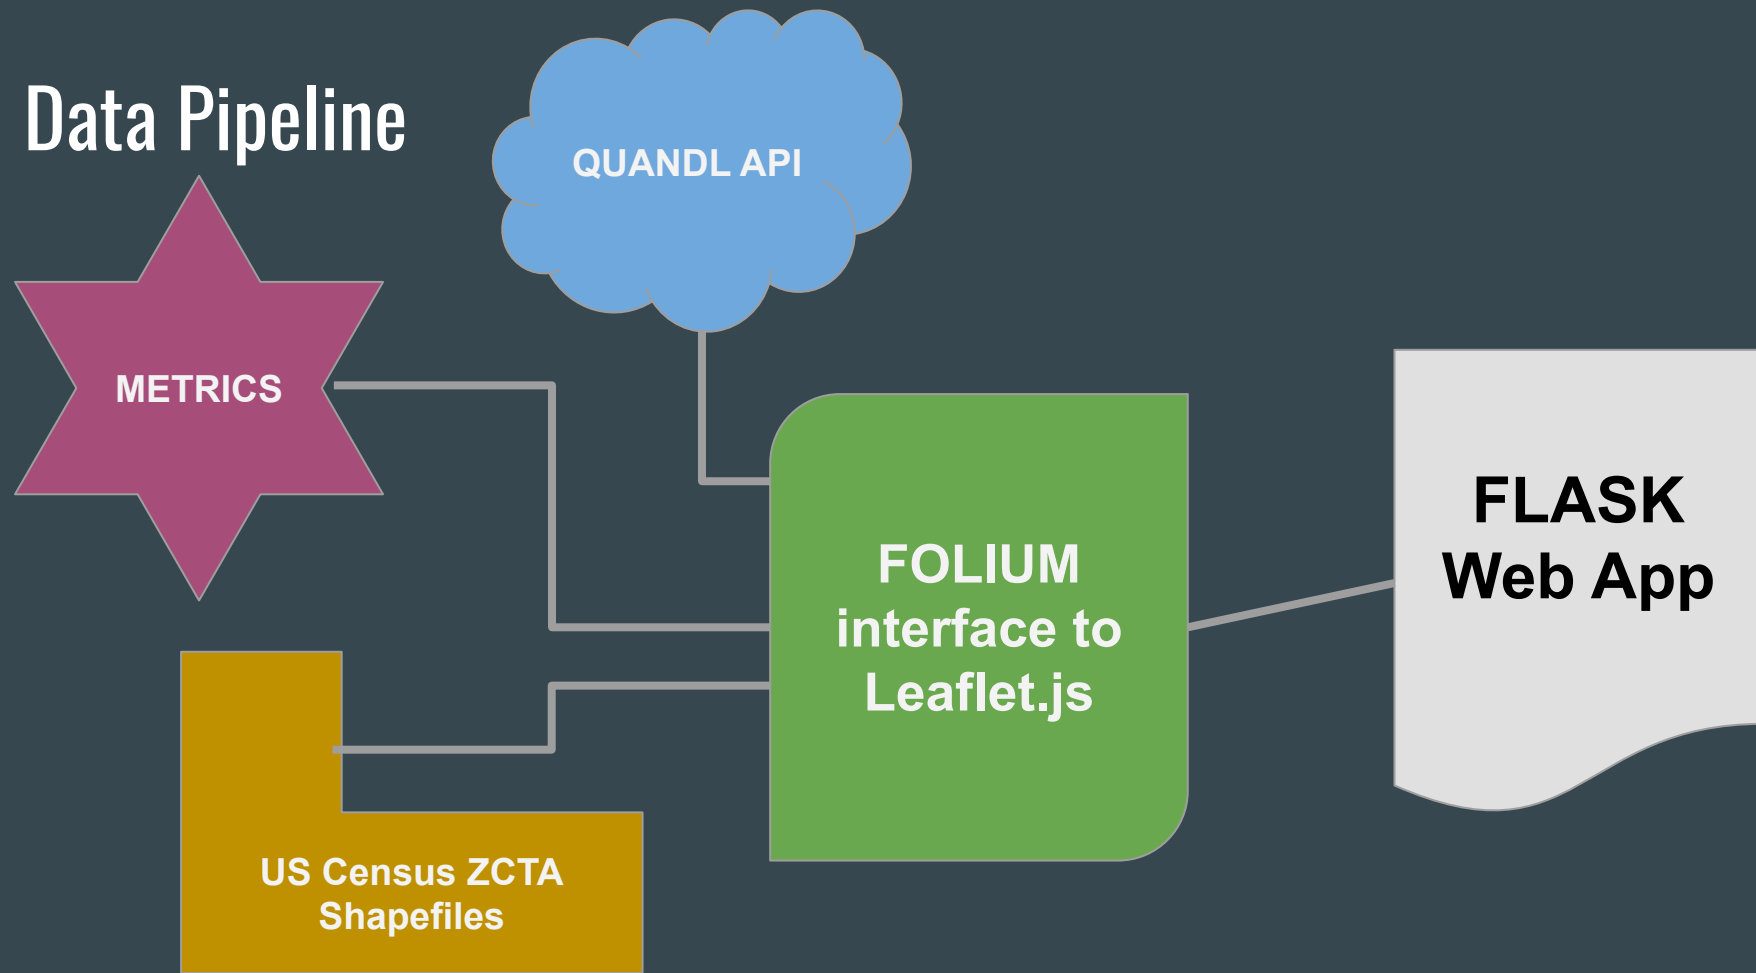 Data Pipeline
QUANDL API
METRICS
FOLIUM
interface to
Leaflet.js
FLASK
Web App
US Census ZCTA
Shapefiles